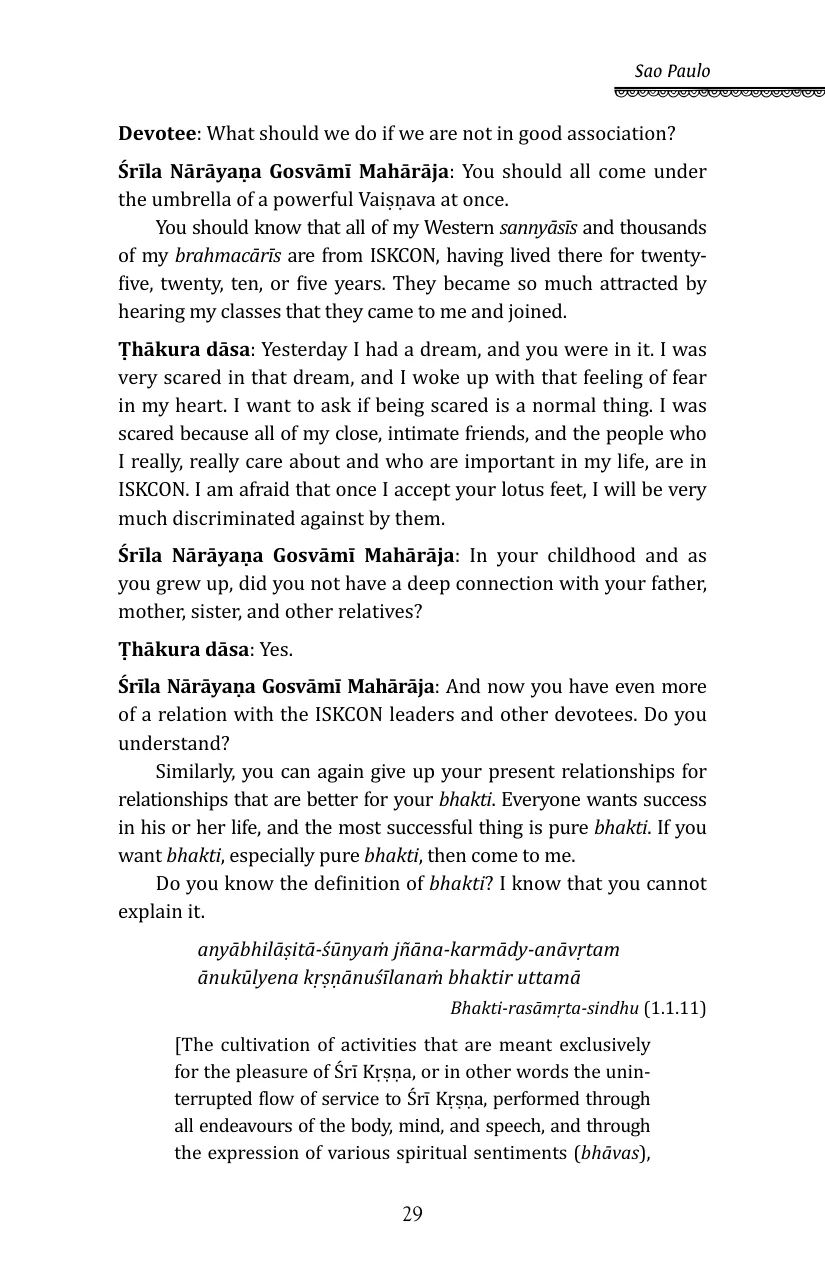 Sao Paulo
Devotee: What should we do if we are not in good association?
Śrīla Nārāyaṇa Gosvāmī Mahārāja: You should all come under
the umbrella of a powerful Vaiṣṇava at once.
You should know that all of my Western sannyāsīs and thousands
of my brahmacārīs are from ISKCON, having lived there for twenty-
five, twenty, ten, or five years. They became so much attracted by
hearing my classes that they came to me and joined.
Ṭhākura dāsa: Yesterday I had a dream, and you were in it. I was
very scared in that dream, and I woke up with that feeling of fear
in my heart. I want to ask if being scared is a normal thing. I was
scared because all of my close, intimate friends, and the people who
I really, really care about and who are important in my life, are in
ISKCON. I am afraid that once I accept your lotus feet, I will be very
much discriminated against by them.
Śrīla Nārāyaṇa Gosvāmī Mahārāja: In your childhood and as
you grew up, did you not have a deep connection with your father,
mother, sister, and other relatives?
Ṭhākura dāsa: Yes.
Śrīla Nārāyaṇa Gosvāmī Mahārāja: And now you have even more
of a relation with the ISKCON leaders and other devotees. Do you
understand?
Similarly, you can again give up your present relationships for
relationships that are better for your bhakti. Everyone wants success
in his or her life, and the most successful thing is pure bhakti. If you
want bhakti, especially pure bhakti, then come to me.
Do you know the definition of bhakti? I know that you cannot
explain it.
anyābhilāṣitā-śūnyaṁ jñāna-karmādy-anāvṛtam
ānukūlyena kṛṣṇānuśīlanaṁ bhaktir uttamā
Bhakti-rasāmṛta-sindhu (1.1.11)
[The cultivation of activities that are meant exclusively
for the pleasure of Śrī Kṛṣṇa, or in other words the unin-
terrupted flow of service to Śrī Kṛṣṇa, performed through
all endeavours of the body, mind, and speech, and through
the expression of various spiritual sentiments (bhāvas),
29